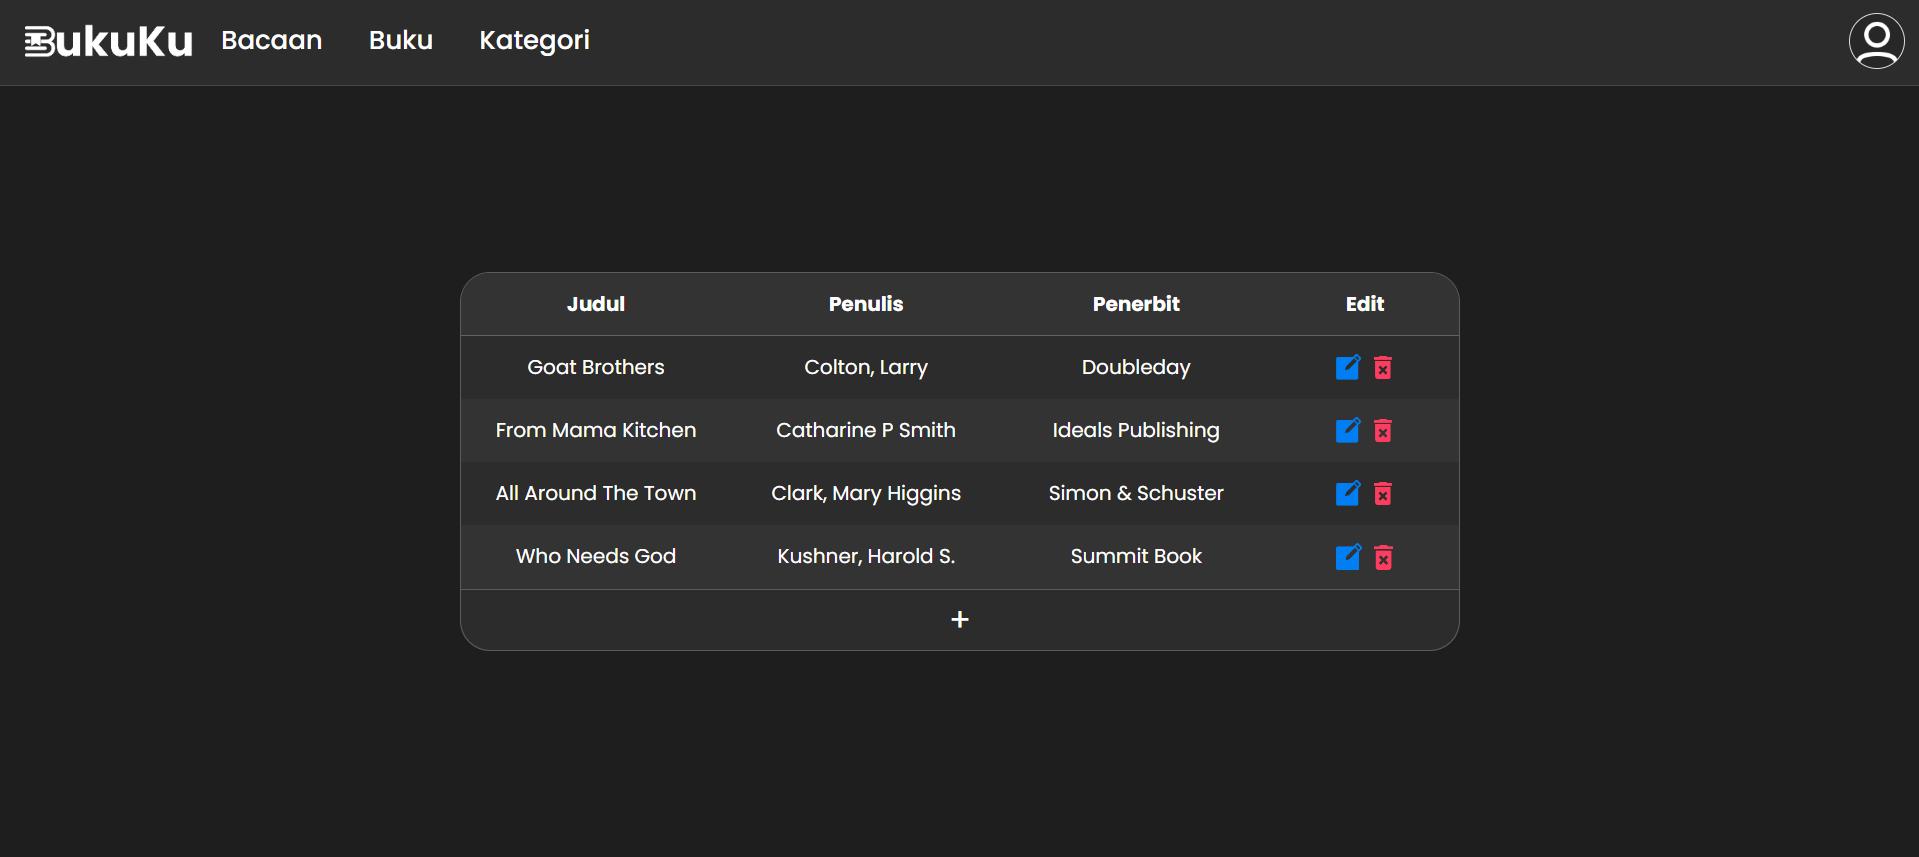 BukuKu Bacaan Buku Kategori
Judul Penulis Penerbit Edit
Goat Brothers Colton, Larry Doubleday
From Mama Kitchen Catharine P Smith Ideals Publishing
All Around The Town Clark, Mary Higgins Simon & Schuster
Who Needs God Kushner, Harold S. Summit Book
+